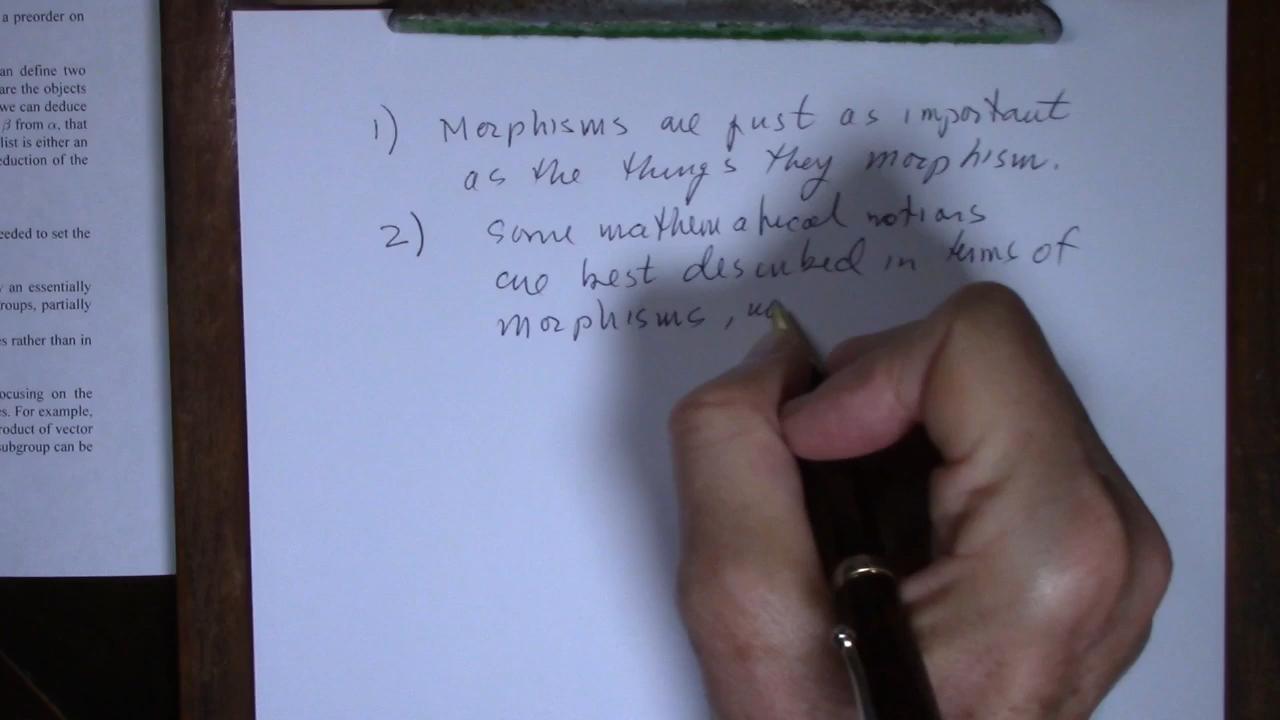 a preorder on
an define two
are the objects
we can deduce
β from α, that
list is either an
eduction of the
eeded to set the
y an essentially
roups, partially
es rather than in
ocusing on the
es. For example,
roduct of vector
subgroup can be
1) Morphisms are just as important
as the things they morphism.
2) Some mathematical notions
are best described in terms of
morphisms,